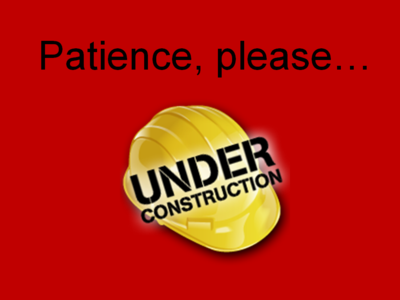 Patience, please…
UNDER
CONSTRUCTION